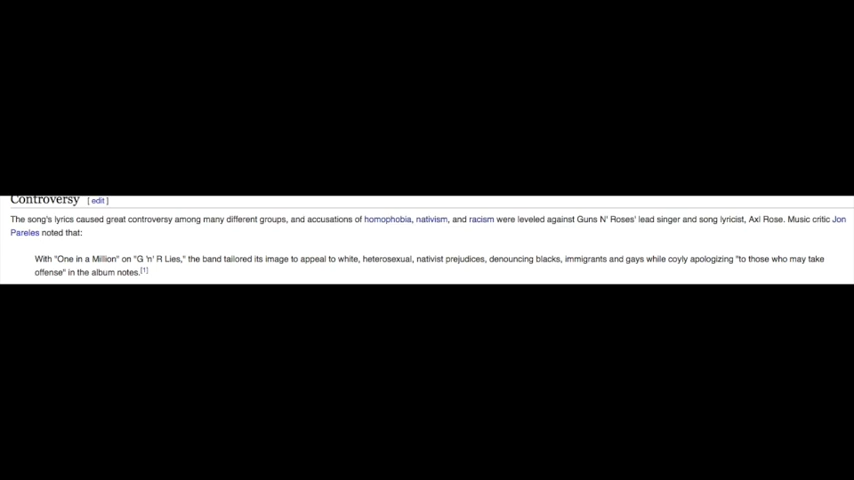 Controversy [ edit ]
The song's lyrics caused great controversy among many different groups, and accusations of homophobia, nativism, and racism were leveled against Guns N' Roses' lead singer and song lyricist, Axl Rose. Music critic Jon
Pareles noted that:
With "One in a Million" on "G 'n' R Lies," the band tailored its image to appeal to white, heterosexual, nativist prejudices, denouncing blacks, immigrants and gays while coyly apologizing "to those who may take
offense" in the album notes.[1]